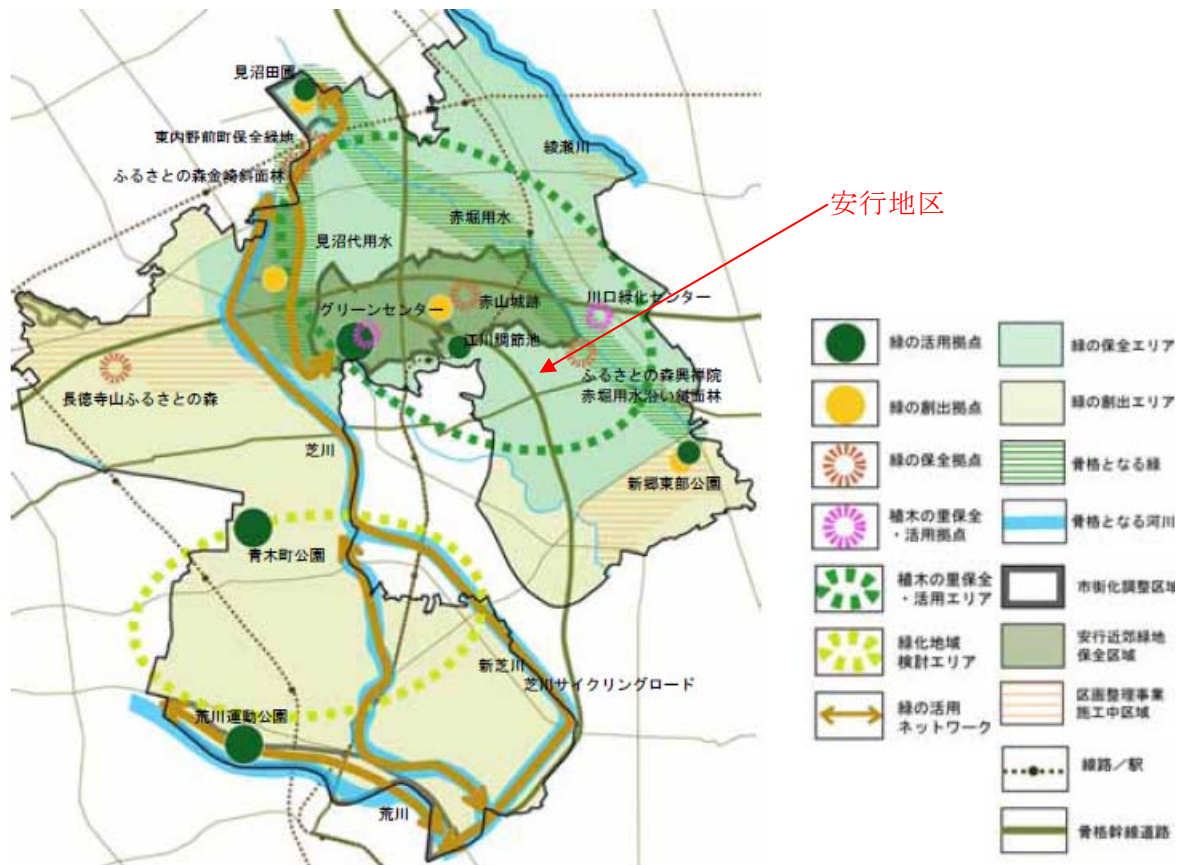 見沼田圃
東内野前町保全緑地
綾瀬川
ふるさとの森金崎斜面林
安行地区
赤堀用水
見沼代用水
赤山城跡
川口緑化センター
グリーンセンター
江川調節池
ふるさとの森興禅院
赤堀用水沿い斜面林
長徳寺山ふるさとの森
芝川
新郷東部公園
青木町公園
新芝川
芝川サイクリングロード
荒川運動公園
荒川
緑の活用拠点
緑の創出拠点
緑の保全拠点
植木の里保全
・活用拠点
植木の里保全
・活用エリア
緑化地域
検討エリア
緑の活用
ネットワーク
緑の保全エリア
緑の創出エリア
骨格となる緑
骨格となる河川
市街化調整区域
安行近郊緑地
保全区域
区画整理事業
施工中区域
線路/駅
骨格幹線道路